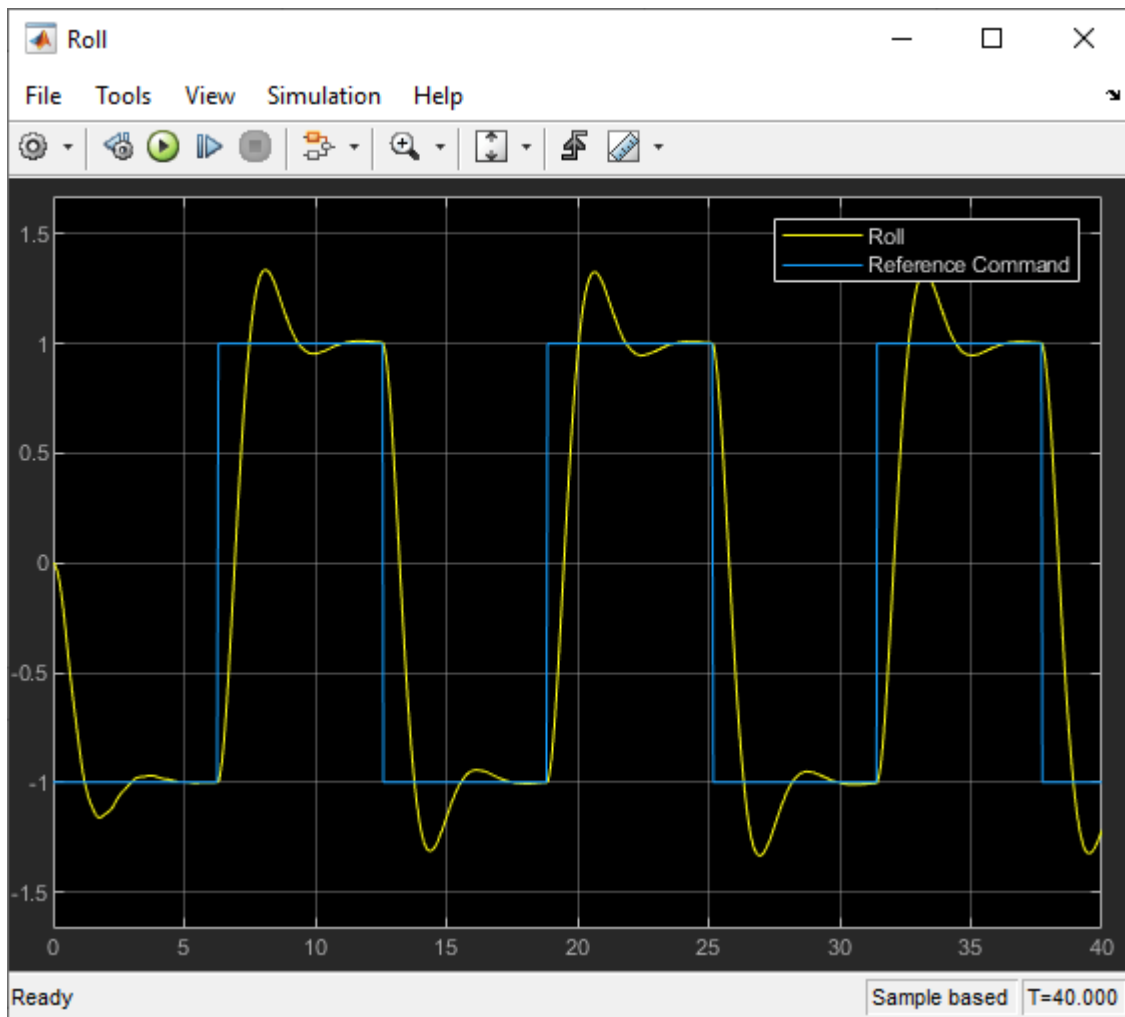 Roll
File Tools View Simulation Help
Roll
Reference Command
1.5
1
0.5
0
-0.5
-1
-1.5
0 5 10 15 20 25 30 35 40
Ready Sample based T=40.000